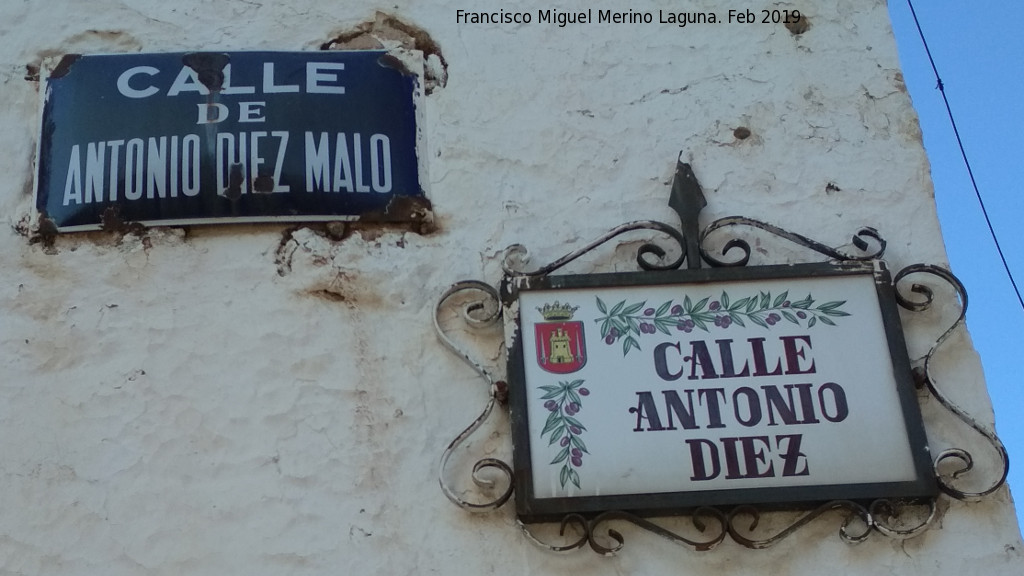 Francisco Miguel Merino Laguna. Feb 2019
CALLE
DE
ANTONIO DIEZ MALO
CALLE
ANTONIO
DIEZ